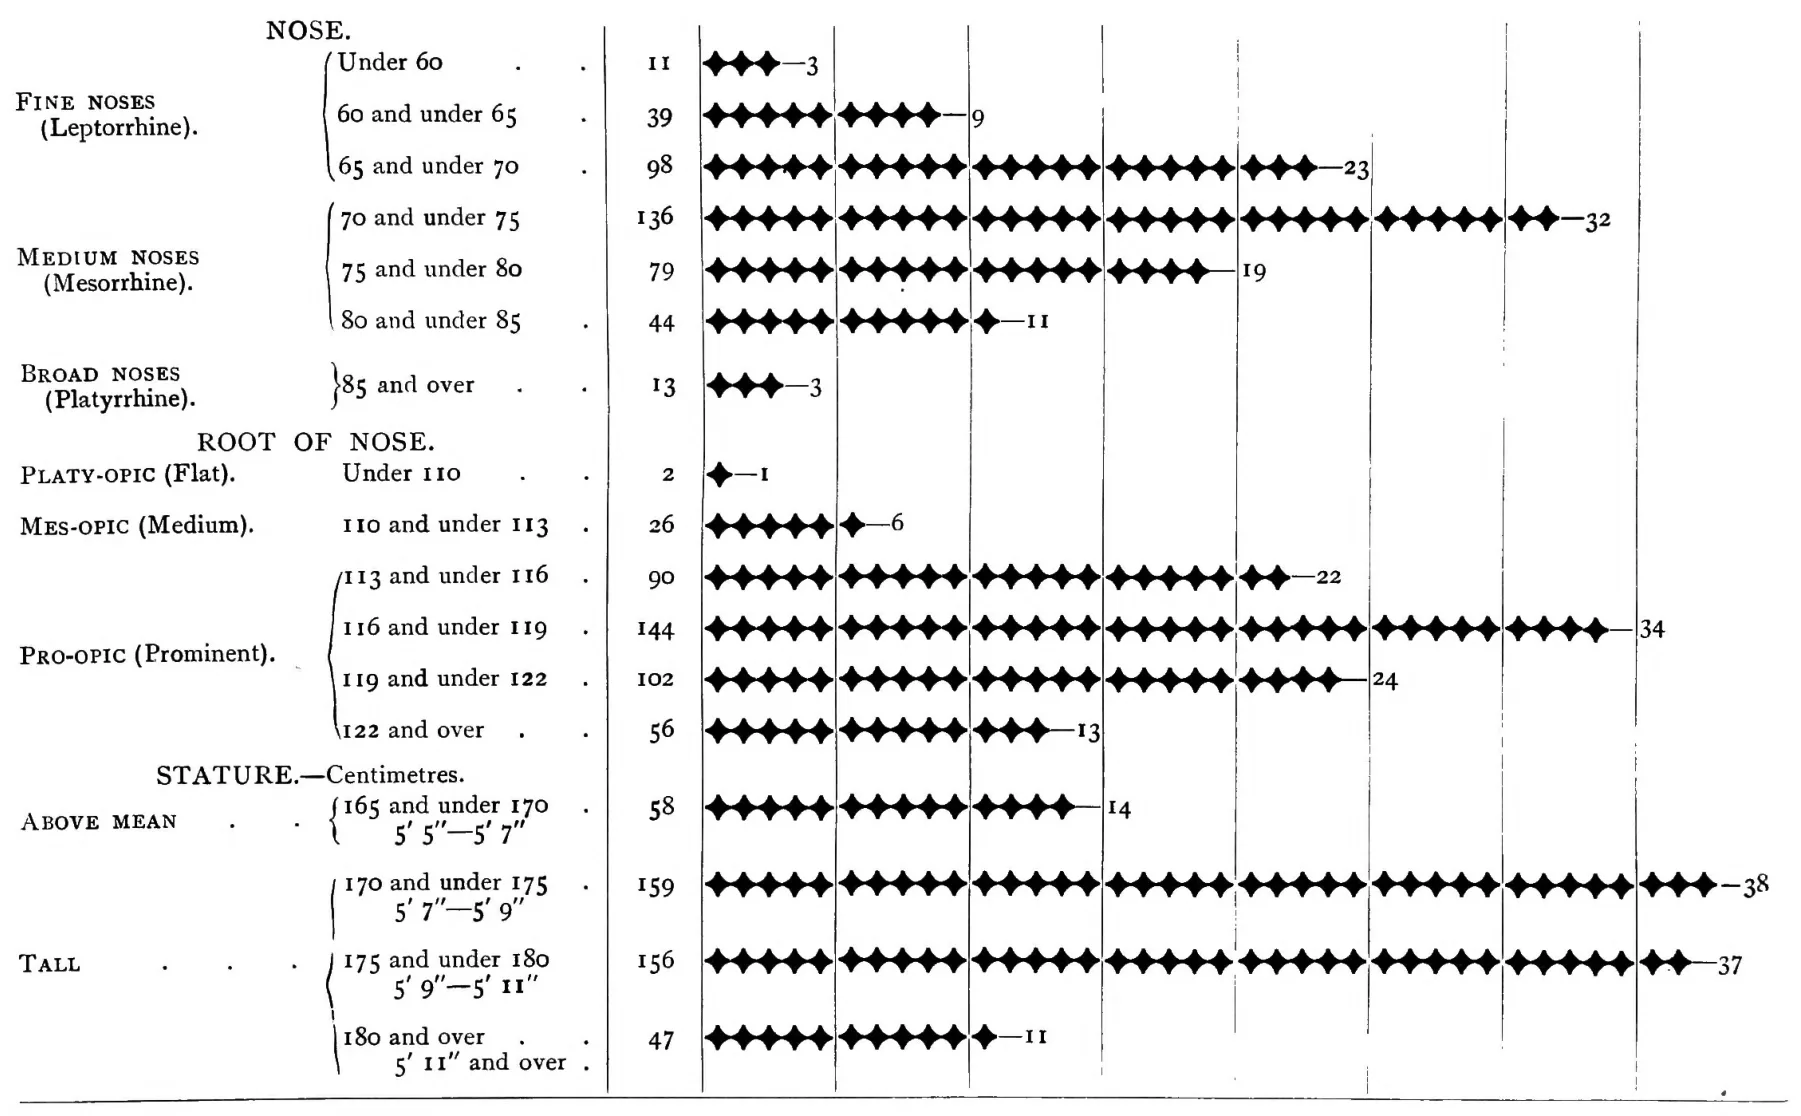 NOSE.
Under 60 . . 11 —3
FINE NOSES
(Leptorrhine).
60 and under 65 . 39 —9
65 and under 70 . 98 —23
70 and under 75 136 —32
MEDIUM NOSES
(Mesorrhine).
75 and under 80 79 —19
80 and under 85 . 44 —11
BROAD NOSES
(Platyrrhine).
85 and over . . 13 —3
ROOT OF NOSE.
PLATY-OPIC (Flat). Under 110 . . 2 —1
MES-OPIC (Medium). 110 and under 113 . 26 —6
113 and under 116 . 90 —22
116 and under 119 . 144 —34
PRO-OPIC (Prominent).
119 and under 122 . 102 —24
122 and over . . 56 —13
STATURE.—Centimetres.
ABOVE MEAN . . 165 and under 170 . 58 —14
5′ 5″—5′ 7″
170 and under 175 . 159 —38
5′ 7″—5′ 9″
TALL . . . 175 and under 180 156 —37
5′ 9″—5′ 11″
180 and over . . 47 —11
5′ 11″ and over .